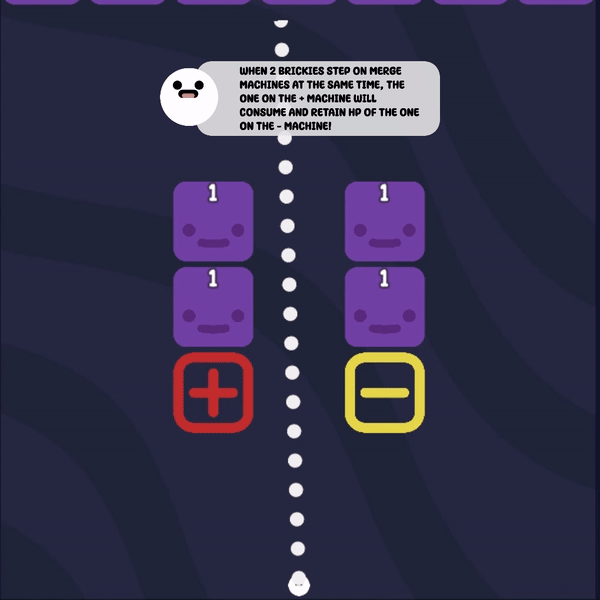 WHEN 2 BRICKIES STEP ON MERGE
MACHINES AT THE SAME TIME, THE
ONE ON THE + MACHINE WILL
CONSUME AND RETAIN HP OF THE ONE
ON THE - MACHINE!
1 1
1 1
+ -